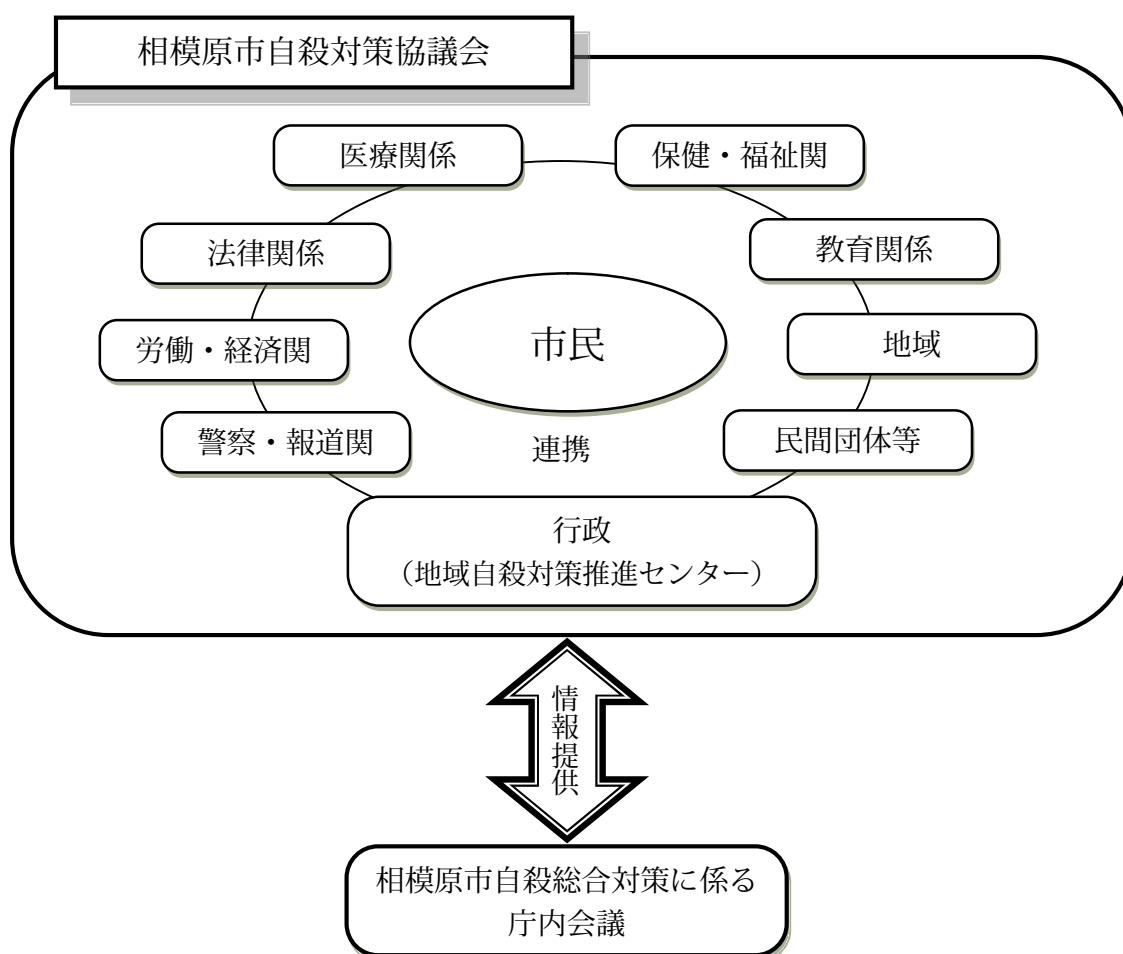 相模原市自殺対策協議会
医療関係
保健・福祉関
法律関係
教育関係
市民
労働・経済関
地域
警察・報道関
連携
民間団体等
行政
（地域自殺対策推進センター）
情報提供
相模原市自殺総合対策に係る
庁内会議